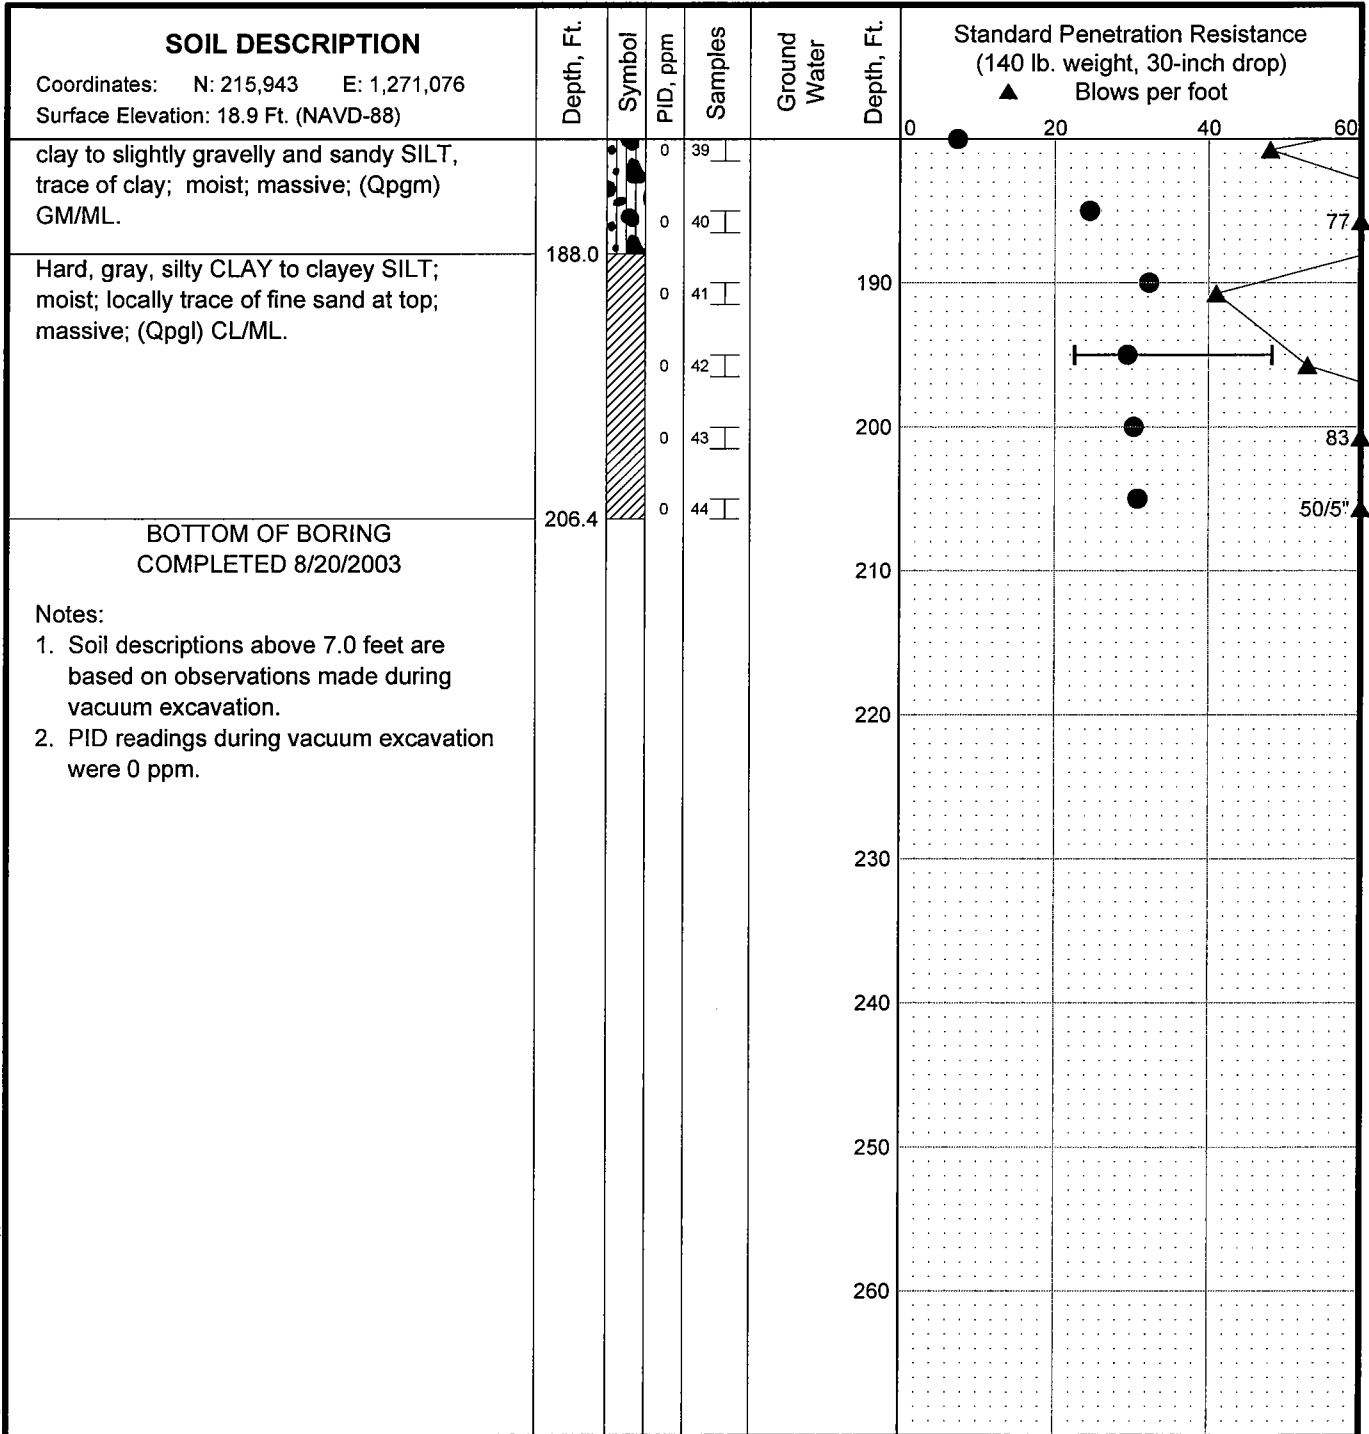 SOIL DESCRIPTION
Coordinates: N: 215,943 E: 1,271,076
Surface Elevation: 18.9 Ft. (NAVD-88)
Depth, Ft.
Symbol
PID, ppm
Samples
Ground
Water
Depth, Ft.
Standard Penetration Resistance
(140 lb. weight, 30-inch drop)
▲ Blows per foot
0 20 40 60
clay to slightly gravelly and sandy SILT,
trace of clay; moist; massive; (Qpgm)
GM/ML.
188.0
Hard, gray, silty CLAY to clayey SILT;
moist; locally trace of fine sand at top;
massive; (Qpgl) CL/ML.
206.4
BOTTOM OF BORING
COMPLETED 8/20/2003
Notes:
1. Soil descriptions above 7.0 feet are
based on observations made during
vacuum excavation.
2. PID readings during vacuum excavation
were 0 ppm.
0 39
0 40
0 41
0 42
0 43
0 44
190
200
210
220
230
240
250
260
77
83
50/5"